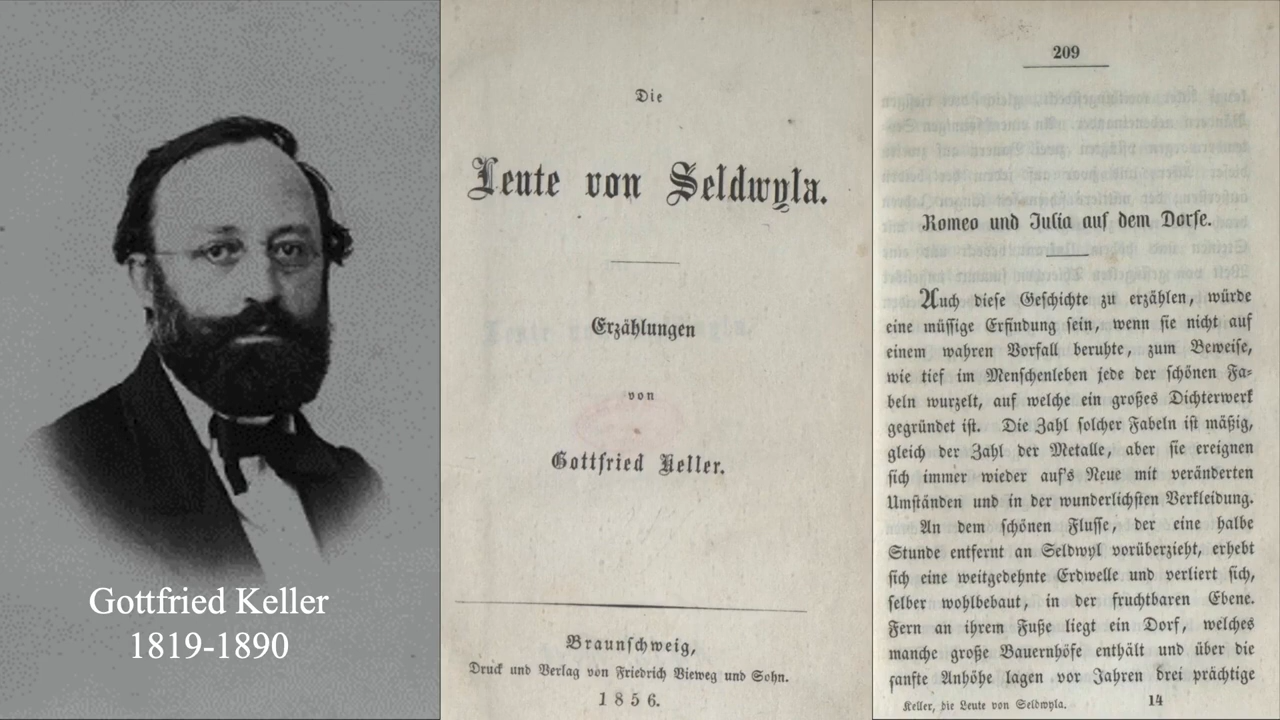 Gottfried Keller
1819-1890
Die
Leute von Seldwyla.
Erzählungen
von
Gottfried Keller.
Braunschweig,
Druck und Verlag von Friedrich Vieweg und Sohn.
1856.
209
Romeo und Julia auf dem Dorfe.
Auch diese Geschichte zu erzählen, würde
eine müssige Erfindung sein, wenn sie nicht auf
einem wahren Vorfall beruhte, zum Beweise,
wie tief im Menschenleben jede der schönen Fa-
beln wurzelt, auf welche ein großes Dichterwerk
gegründet ist. Die Zahl solcher Fabeln ist mäßig,
gleich der Zahl der Metalle, aber sie ereignen
sich immer wieder auf's Neue mit veränderten
Umständen und in der wunderlichsten Verkleidung.
An dem schönen Flusse, der eine halbe
Stunde entfernt an Seldwyl vorüberzieht, erhebt
sich eine weitgedehnte Erdwelle und verliert sich,
selber wohlbebaut, in der fruchtbaren Ebene.
Fern an ihrem Fuße liegt ein Dorf, welches
manche große Bauernhöfe enthält und über die
sanfte Anhöhe lagen vor Jahren drei prächtige
Keller, die Leute von Seldwyla.
14